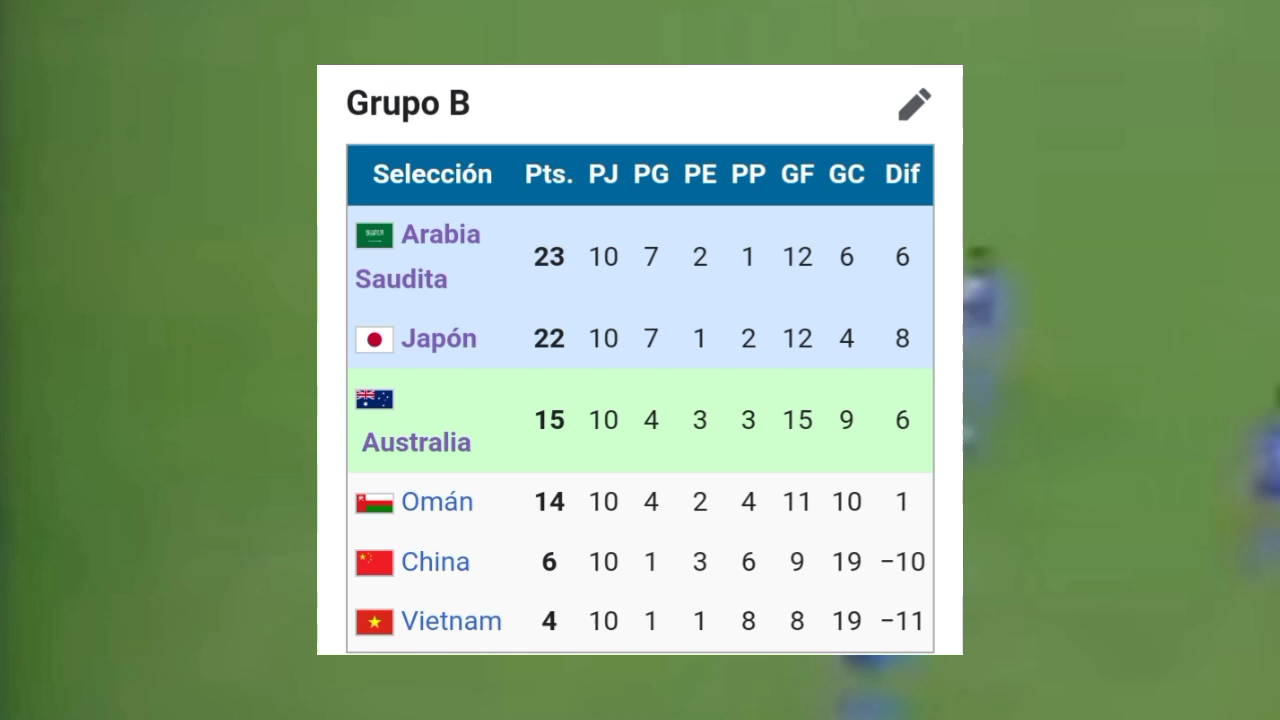 Grupo B
Selección Pts. PJ PG PE PP GF GC Dif
Arabia
Saudita 23 10 7 2 1 12 6 6
Japón 22 10 7 1 2 12 4 8
Australia 15 10 4 3 3 15 9 6
Omán 14 10 4 2 4 11 10 1
China 6 10 1 3 6 9 19 −10
Vietnam 4 10 1 1 8 8 19 −11